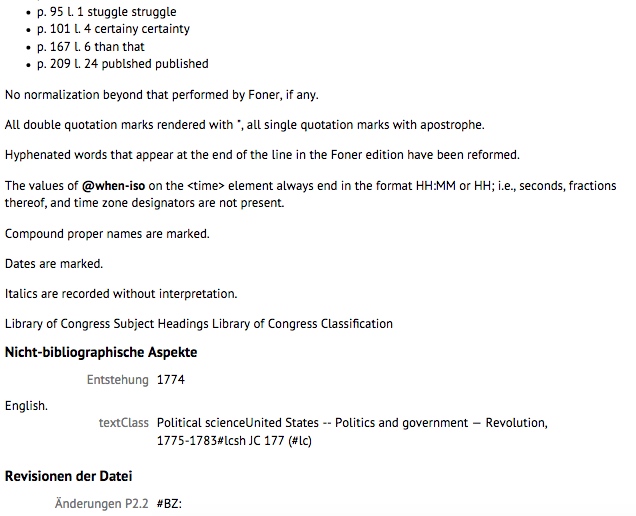 • p. 95 l. 1 stuggle struggle
• p. 101 l. 4 certainy certainty
• p. 167 l. 6 than that
• p. 209 l. 24 publshed published
No normalization beyond that performed by Foner, if any.
All double quotation marks rendered with ", all single quotation marks with apostrophe.
Hyphenated words that appear at the end of the line in the Foner edition have been reformed.
The values of @when-iso on the <time> element always end in the format HH:MM or HH; i.e., seconds, fractions
thereof, and time zone designators are not present.
Compound proper names are marked.
Dates are marked.
Italics are recorded without interpretation.
Library of Congress Subject Headings Library of Congress Classification
Nicht-bibliographische Aspekte
Entstehung 1774
English.
textClass Political scienceUnited States -- Politics and government — Revolution,
1775-1783#lcsh JC 177 (#lc)
Revisionen der Datei
Änderungen P2.2 #BZ: